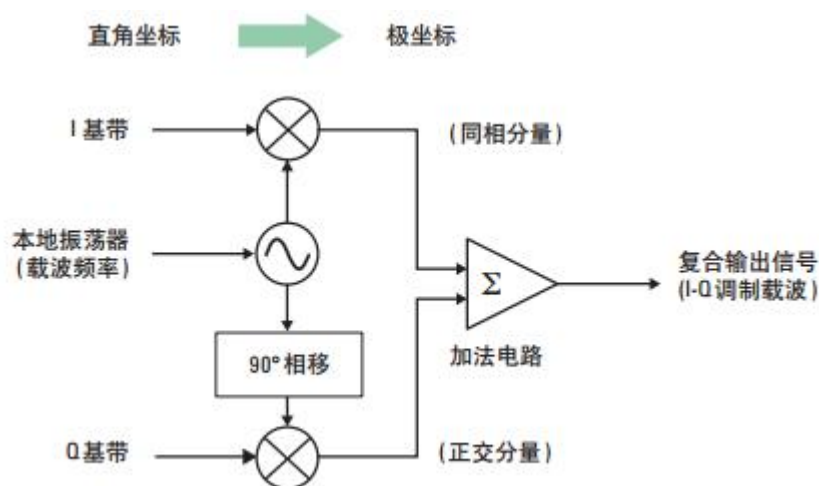 直角坐标
极坐标
I 基带
(同相分量)
本地振荡器
(载波频率)
Σ
复合输出信号
(I-Q 调制载波)
90° 相移
加法电路
Q 基带
(正交分量)